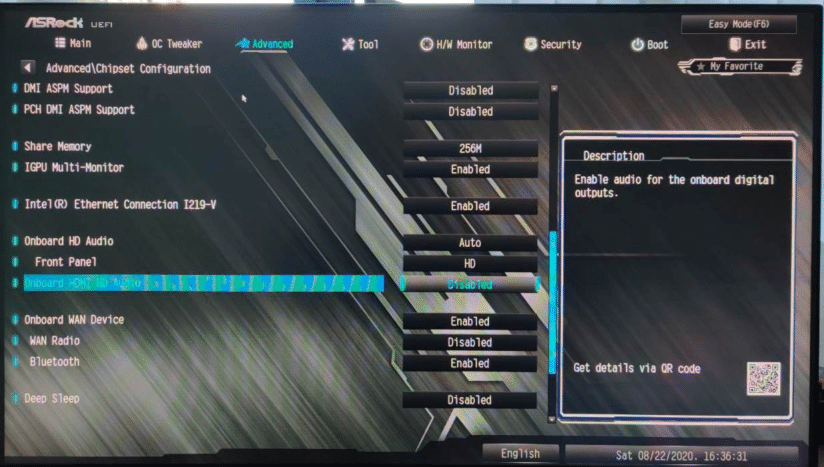 ASRock UEFI
Easy Mode(F6)
Main
OC Tweaker
Advanced
Tool
H/W Monitor
Security
Boot
Exit
Advanced\Chipset Configuration
My Favorite
DMI ASPM Support Disabled
PCH DMI ASPM Support Disabled
Share Memory 256M
IGPU Multi-Monitor Enabled
Intel(R) Ethernet Connection I219-V Enabled
Onboard HD Audio Auto
Front Panel HD
Onboard HDMI HD Audio Disabled
Onboard WAN Device Enabled
WAN Radio Disabled
Bluetooth Enabled
Deep Sleep Disabled
Description
Enable audio for the onboard digital
outputs.
Get details via QR code
English
Sat 08/22/2020. 16:36:31